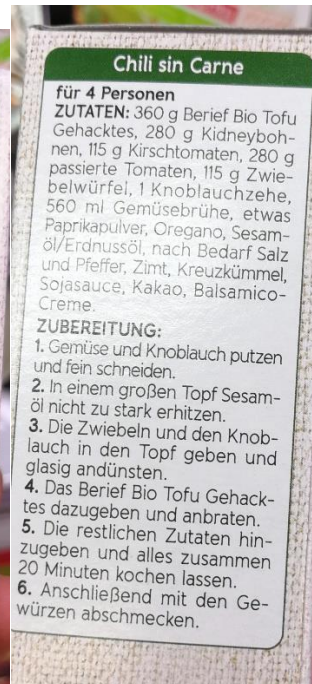 Chili sin Carne
für 4 Personen
ZUTATEN: 360 g Berief Bio Tofu
Gehacktes, 280 g Kidneyboh-
nen, 115 g Kirschtomaten, 280 g
passierte Tomaten, 115 g Zwie-
belwürfel, 1 Knoblauchzehe,
560 ml Gemüsebrühe, etwas
Paprikapulver, Oregano, Sesam-
öl/Erdnussöl, nach Bedarf Salz
und Pfeffer, Zimt, Kreuzkümmel,
Sojasauce, Kakao, Balsamico-
Creme.
ZUBEREITUNG:
1. Gemüse und Knoblauch putzen
und fein schneiden.
2. In einem großen Topf Sesam-
öl nicht zu stark erhitzen.
3. Die Zwiebeln und den Knob-
lauch in den Topf geben und
glasig andünsten.
4. Das Berief Bio Tofu Gehack-
tes dazugeben und anbraten.
5. Die restlichen Zutaten hin-
zugeben und alles zusammen
20 Minuten kochen lassen.
6. Anschließend mit den Ge-
würzen abschmecken.